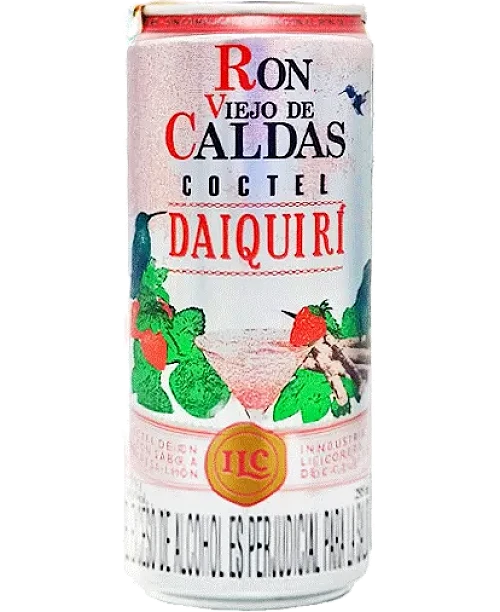 RON
VIEJO DE
CALDAS
COCTEL
DAIQUIRÍ
ILC
DE ALCOHOL ES PERJUDICIAL PARA LA